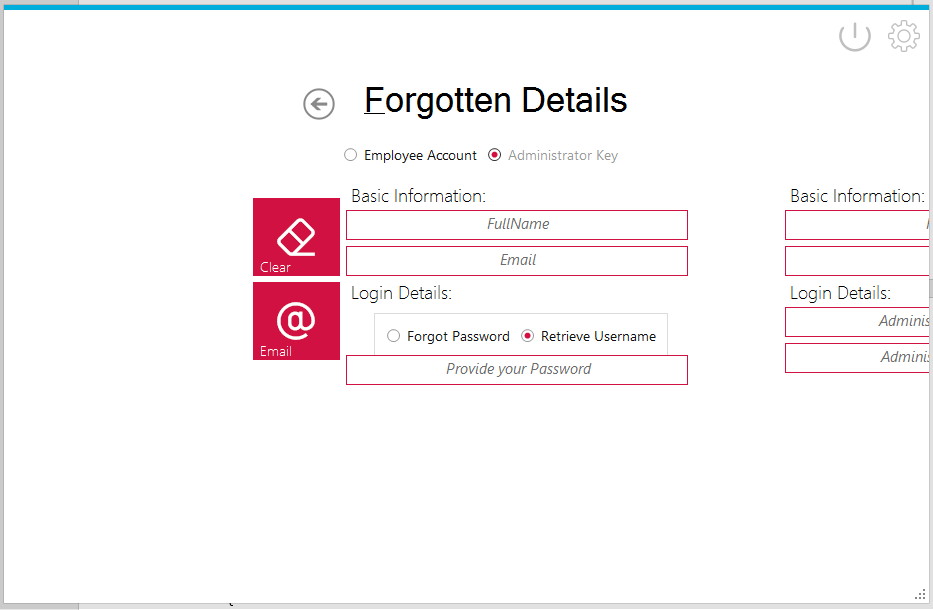 Forgotten Details
Employee Account Administrator Key
Basic Information:
FullName
Email
Clear
Login Details:
Forgot Password Retrieve Username
Email
Provide your Password
Basic Information:
Login Details:
Adminis
Adminis